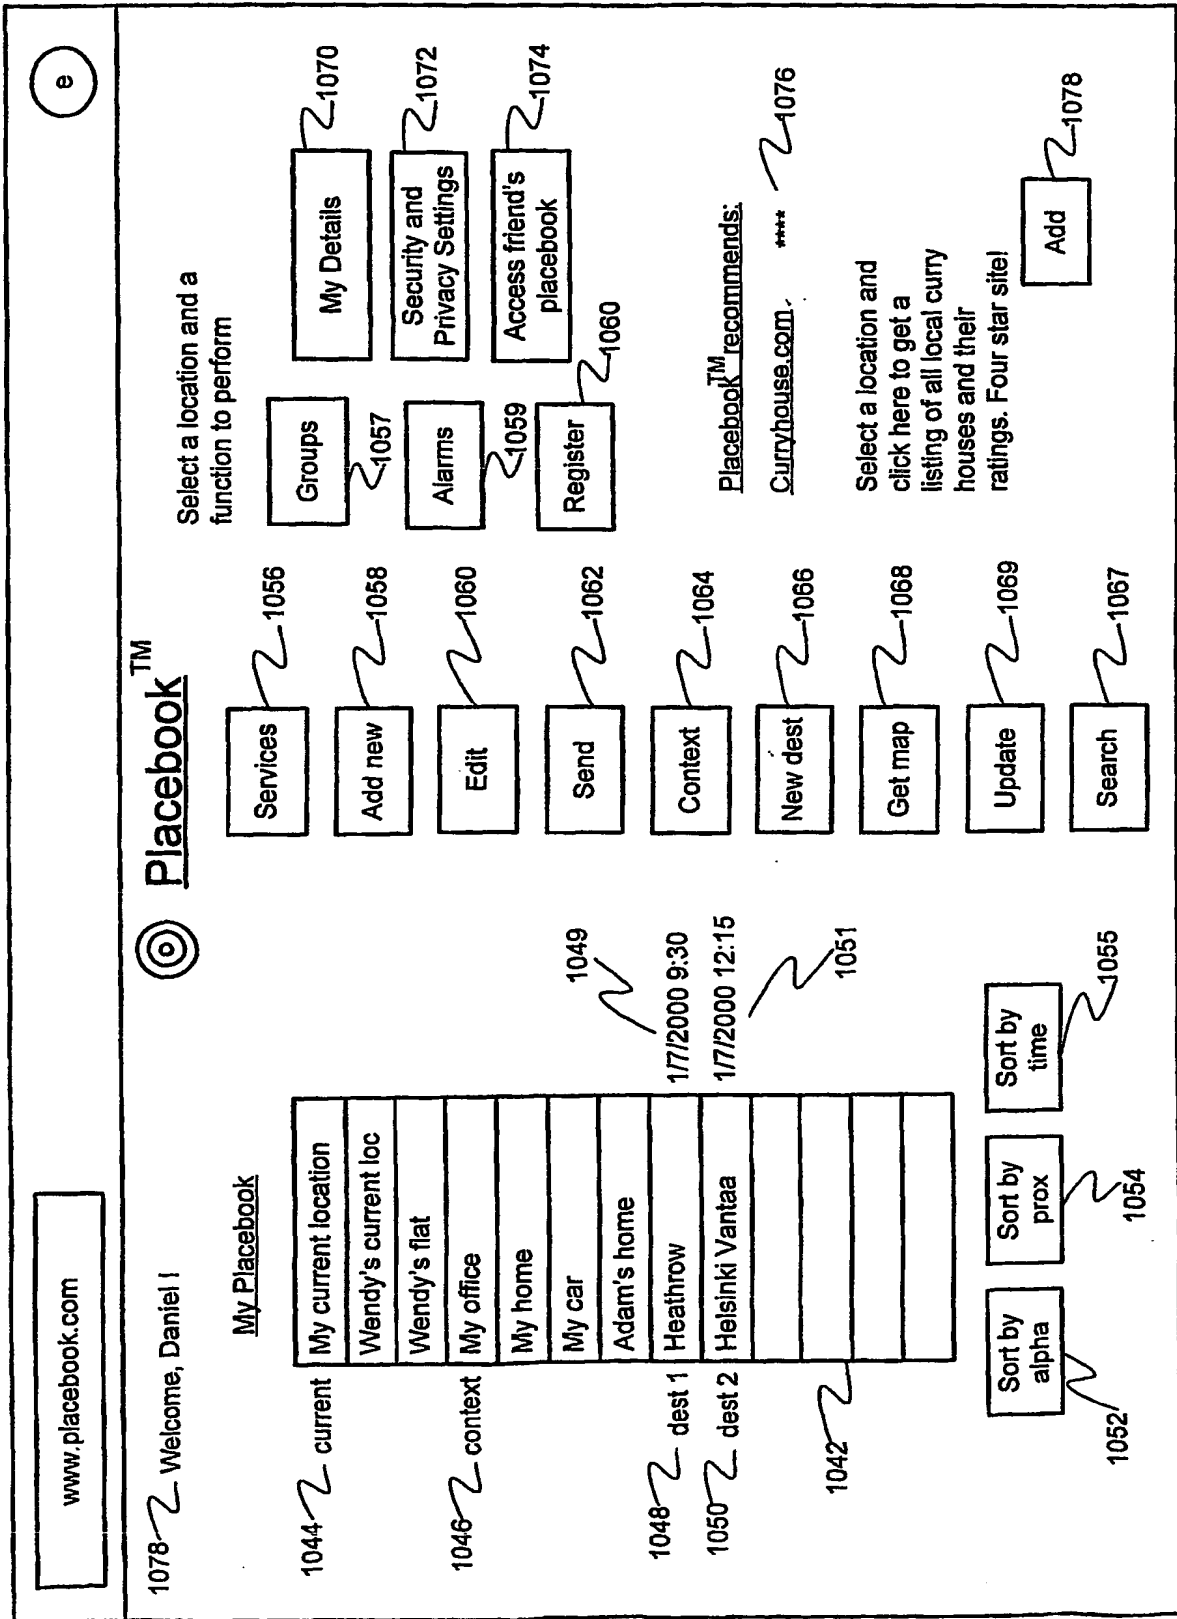 www.placebook.com
e
Placebook™
1078 Welcome, Daniel !
My Placebook
1044 current My current location
Wendy's current loc
Wendy's flat
1046 context My office
My home
My car
Adam's home
1048 dest 1 Heathrow 1/7/2000 9:30 1049
1050 dest 2 Helsinki Vantaa 1/7/2000 12:15 1051
1042
Sort by
alpha
1052
Sort by
prox
1054
Sort by
time
1055
Services 1056
Add new 1058
Edit 1060
Send 1062
Context 1064
New dest 1066
Get map 1068
Update 1069
Search 1067
Select a location and a
function to perform
Groups 1057
Alarms 1059
Register 1060
My Details 1070
Security and
Privacy Settings 1072
Access friend's
placebook 1074
Placebook™ recommends:
Curryhouse.com. **** 1076
Select a location and
click here to get a
listing of all local curry
houses and their
ratings. Four star site!
Add 1078